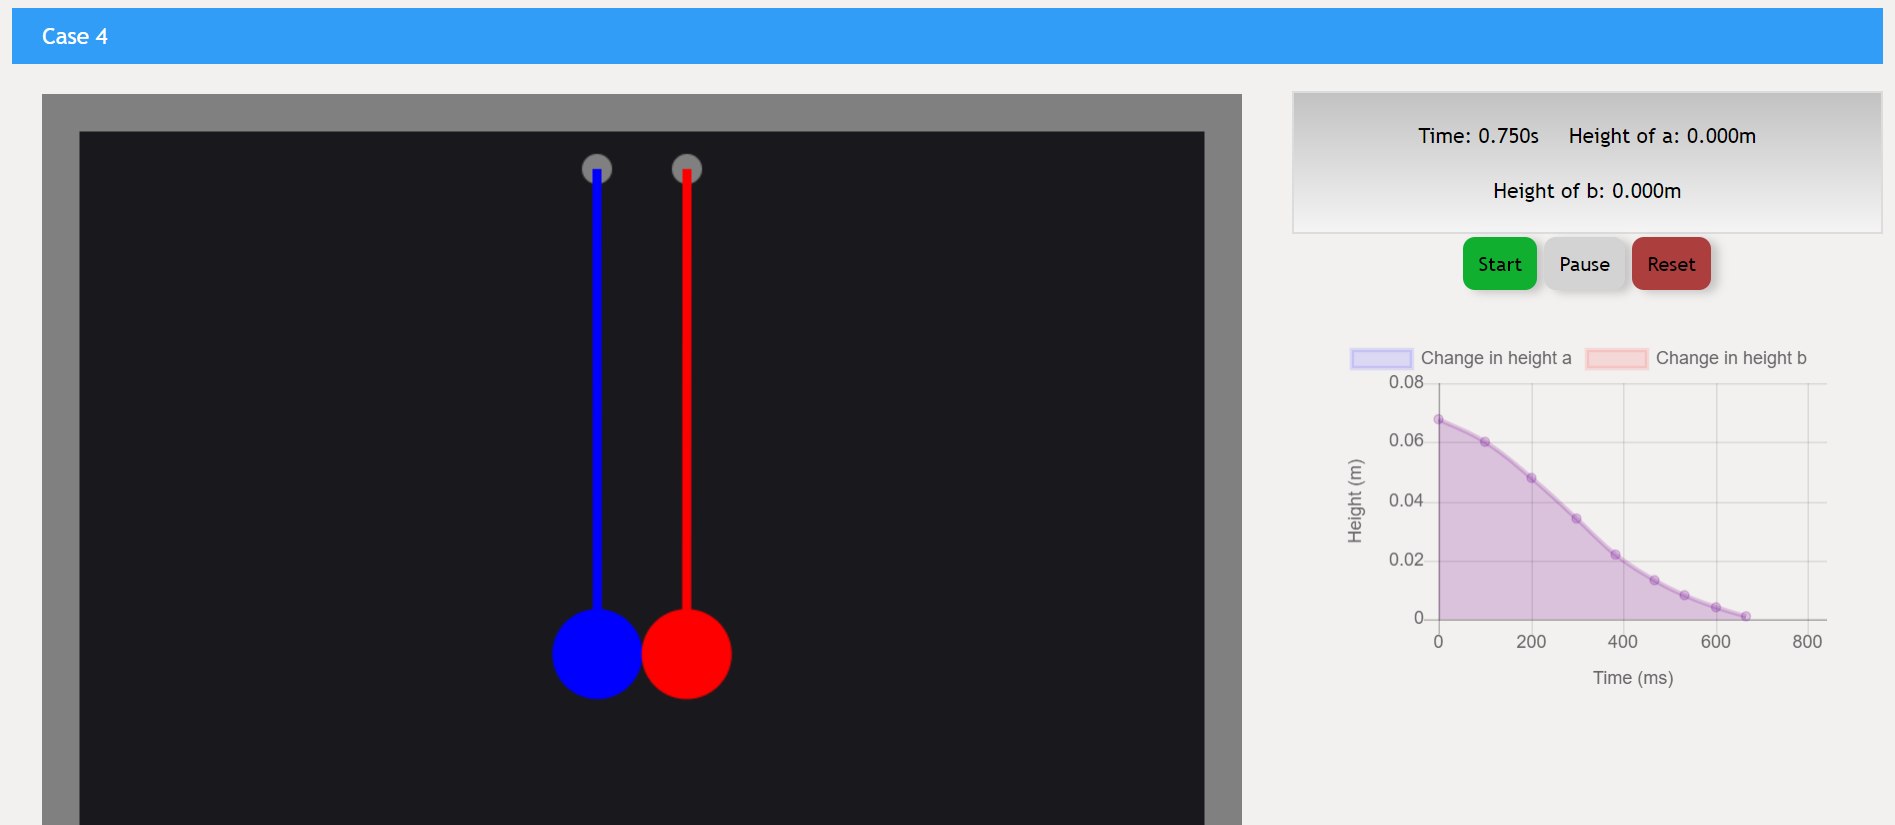 Case 4
Time: 0.750s Height of a: 0.000m
Height of b: 0.000m
Start Pause Reset
Change in height a Change in height b
0.08
0.06
0.04
0.02
0
Height (m)
0 200 400 600 800
Time (ms)